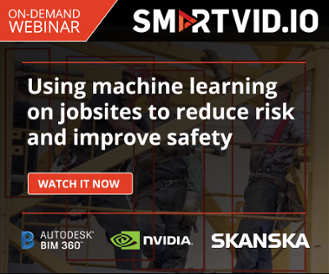 ON-DEMAND
WEBINAR
SMARTVID.IO
Using machine learning
on jobsites to reduce risk
and improve safety
WATCH IT NOW
AUTODESK®
BIM 360™
NVIDIA.
SKANSKA